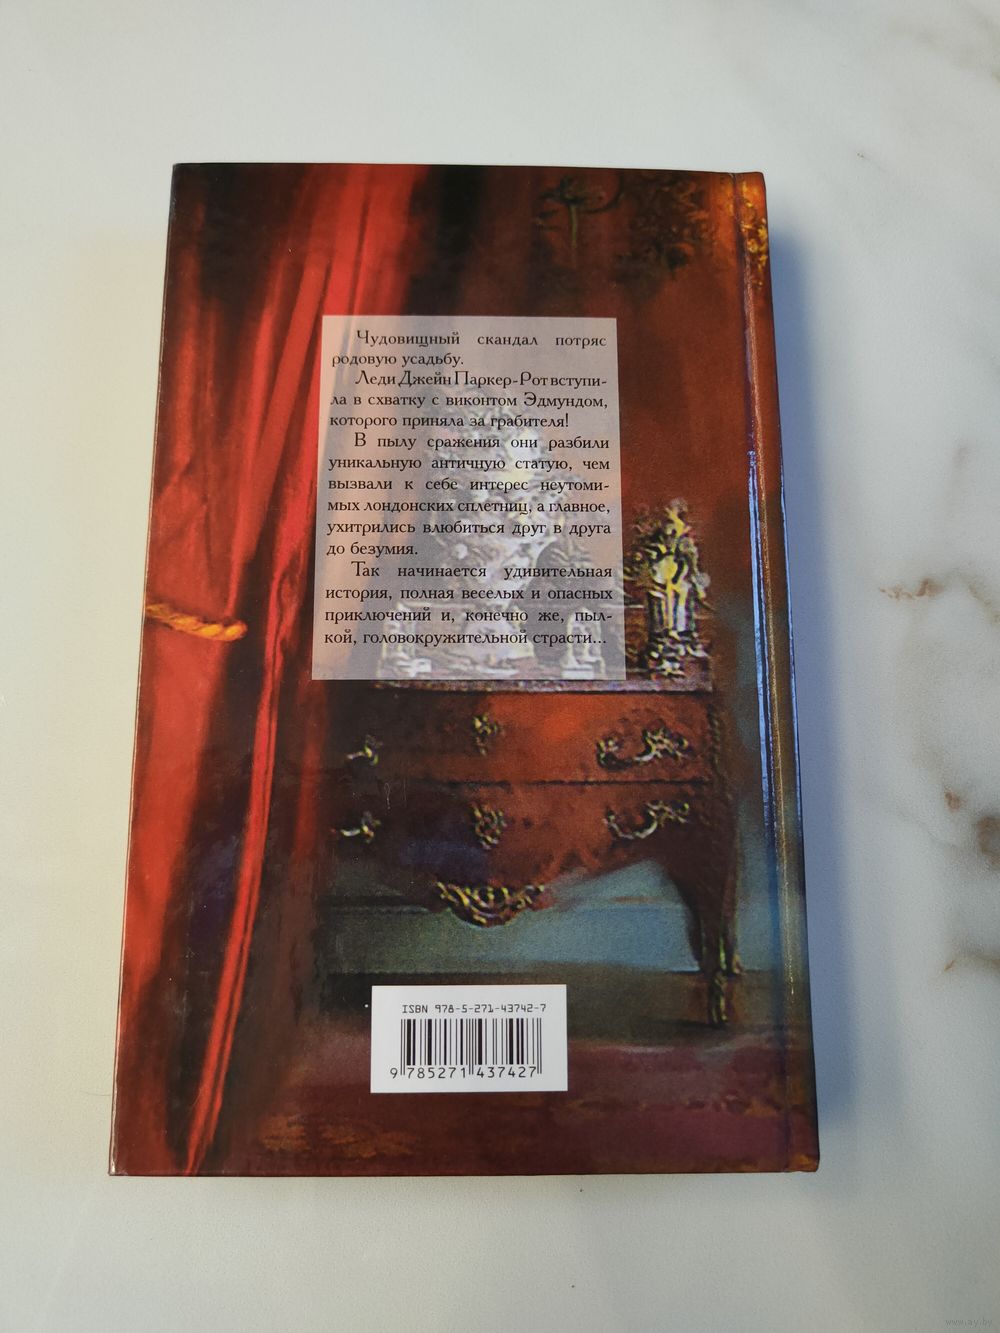 Чудовищный скандал потряс
родовую усадьбу.
Леди Джейн Паркер-Рот вступи-
ла в схватку с виконтом Эдмундом,
которого приняла за грабителя!
В пылу сражения они разбили
уникальную античную статую, чем
вызвали к себе интерес неутоми-
мых лондонских сплетниц, а главное,
ухитрились влюбиться друг в друга
до безумия.
Так начинается удивительная
история, полная веселых и опасных
приключений и, конечно же, пыл-
кой, головокружительной страсти...
ISBN 978-5-271-43742-7
9 785271 437427
www.ay.by